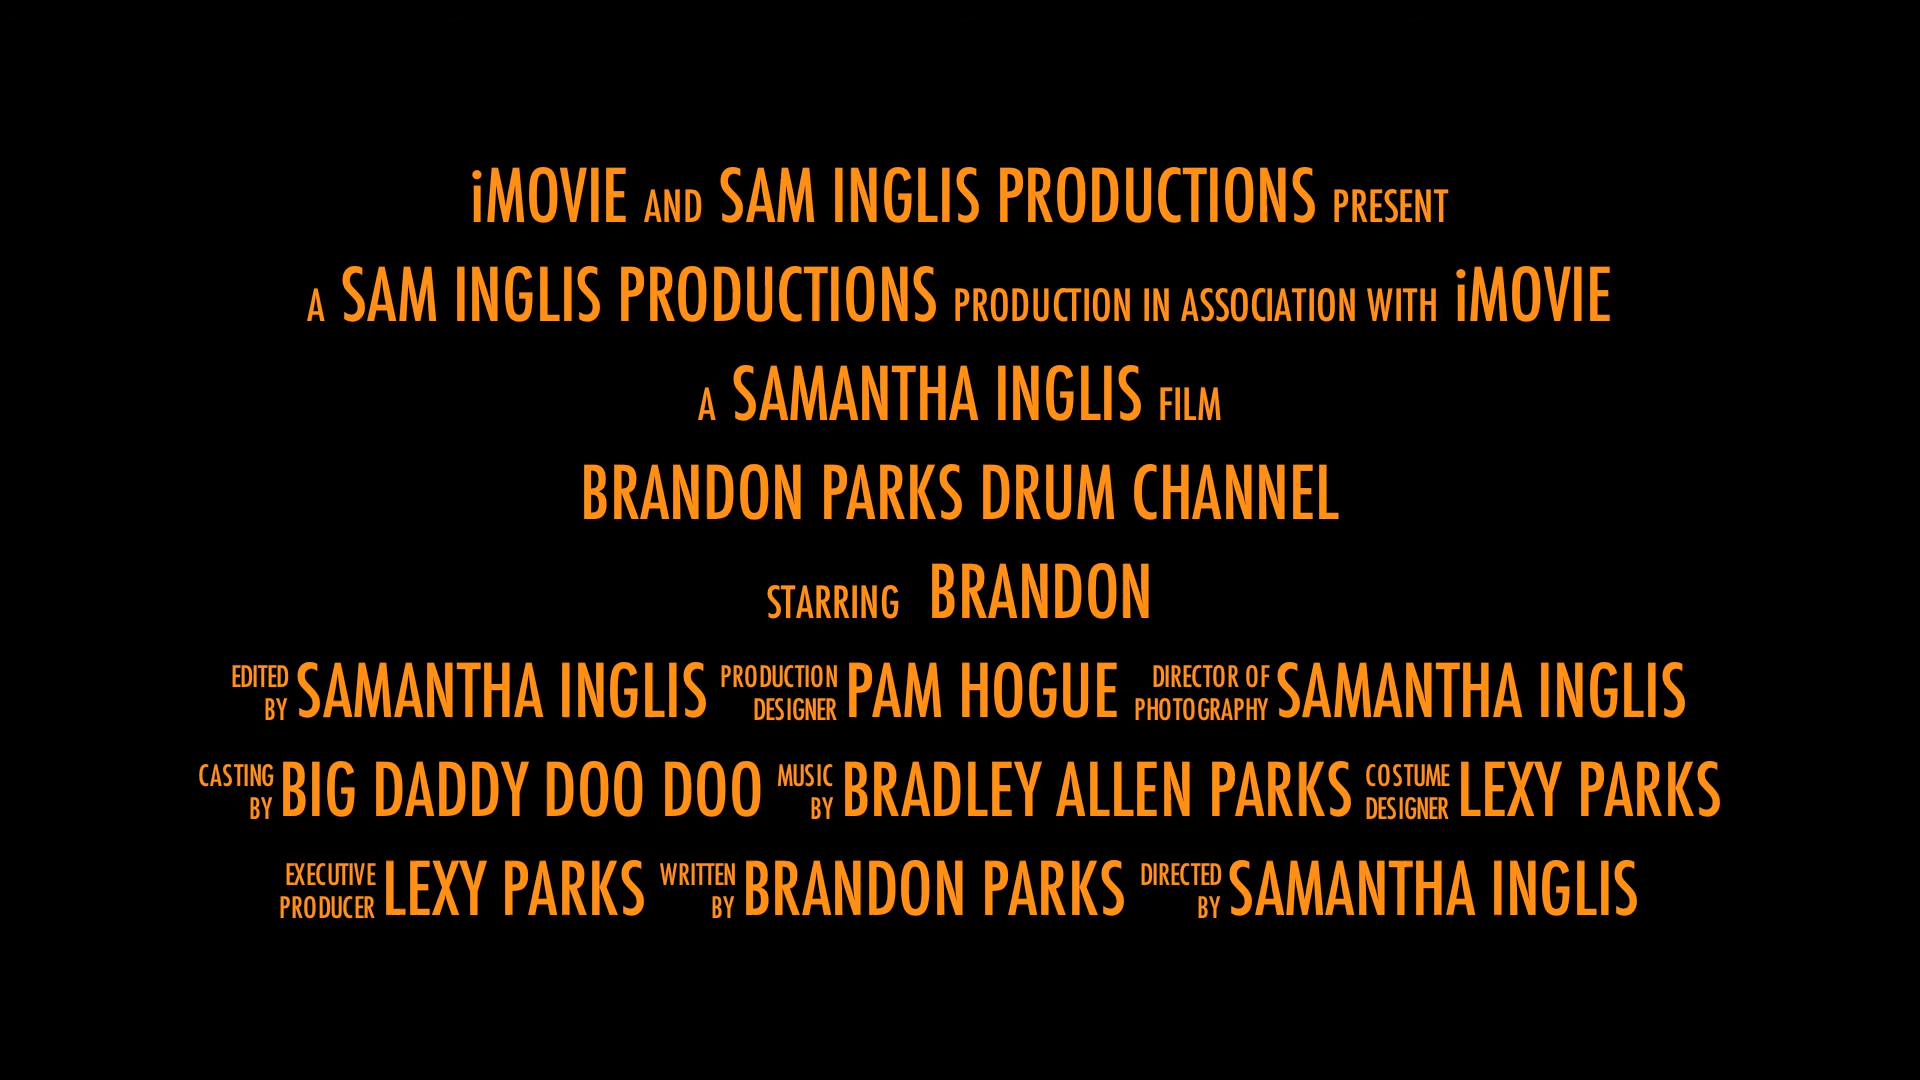 iMOVIE AND SAM INGLIS PRODUCTIONS PRESENT
A SAM INGLIS PRODUCTIONS PRODUCTION IN ASSOCIATION WITH iMOVIE
A SAMANTHA INGLIS FILM
BRANDON PARKS DRUM CHANNEL
STARRING BRANDON
EDITED BY SAMANTHA INGLIS PRODUCTION DESIGNER PAM HOGUE DIRECTOR OF PHOTOGRAPHY SAMANTHA INGLIS
CASTING BY BIG DADDY DOO DOO MUSIC BY BRADLEY ALLEN PARKS COSTUME DESIGNER LEXY PARKS
EXECUTIVE PRODUCER LEXY PARKS WRITTEN BY BRANDON PARKS DIRECTED BY SAMANTHA INGLIS